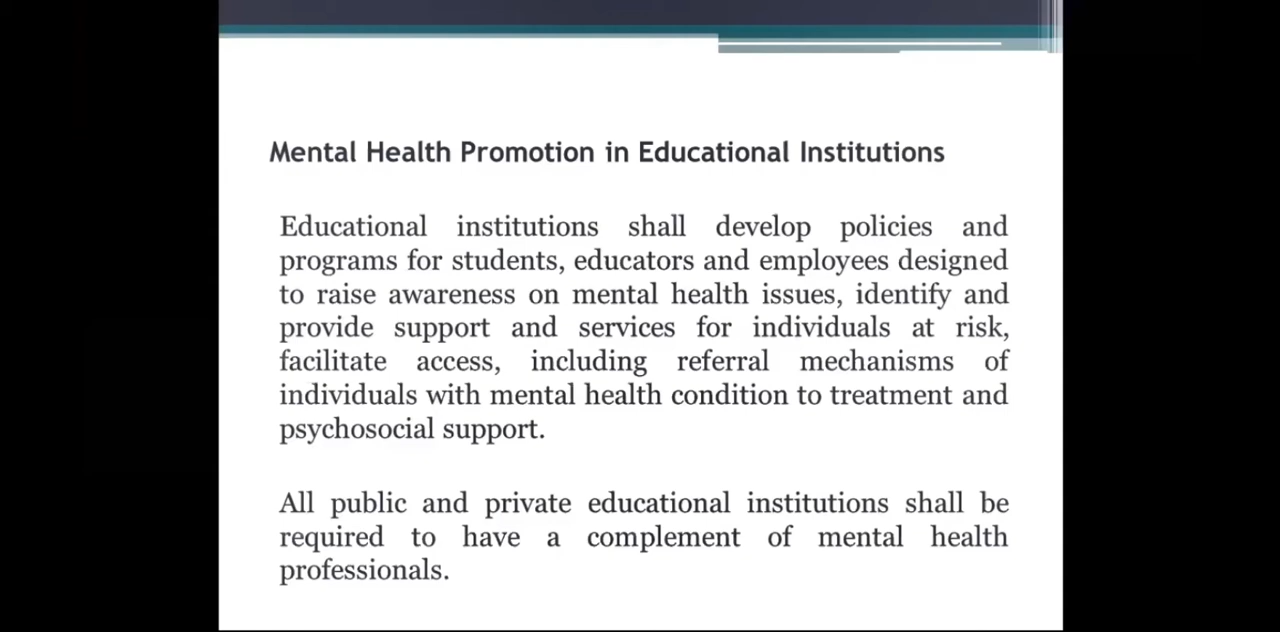 Mental Health Promotion in Educational Institutions
Educational institutions shall develop policies and
programs for students, educators and employees designed
to raise awareness on mental health issues, identify and
provide support and services for individuals at risk,
facilitate access, including referral mechanisms of
individuals with mental health condition to treatment and
psychosocial support.
All public and private educational institutions shall be
required to have a complement of mental health
professionals.